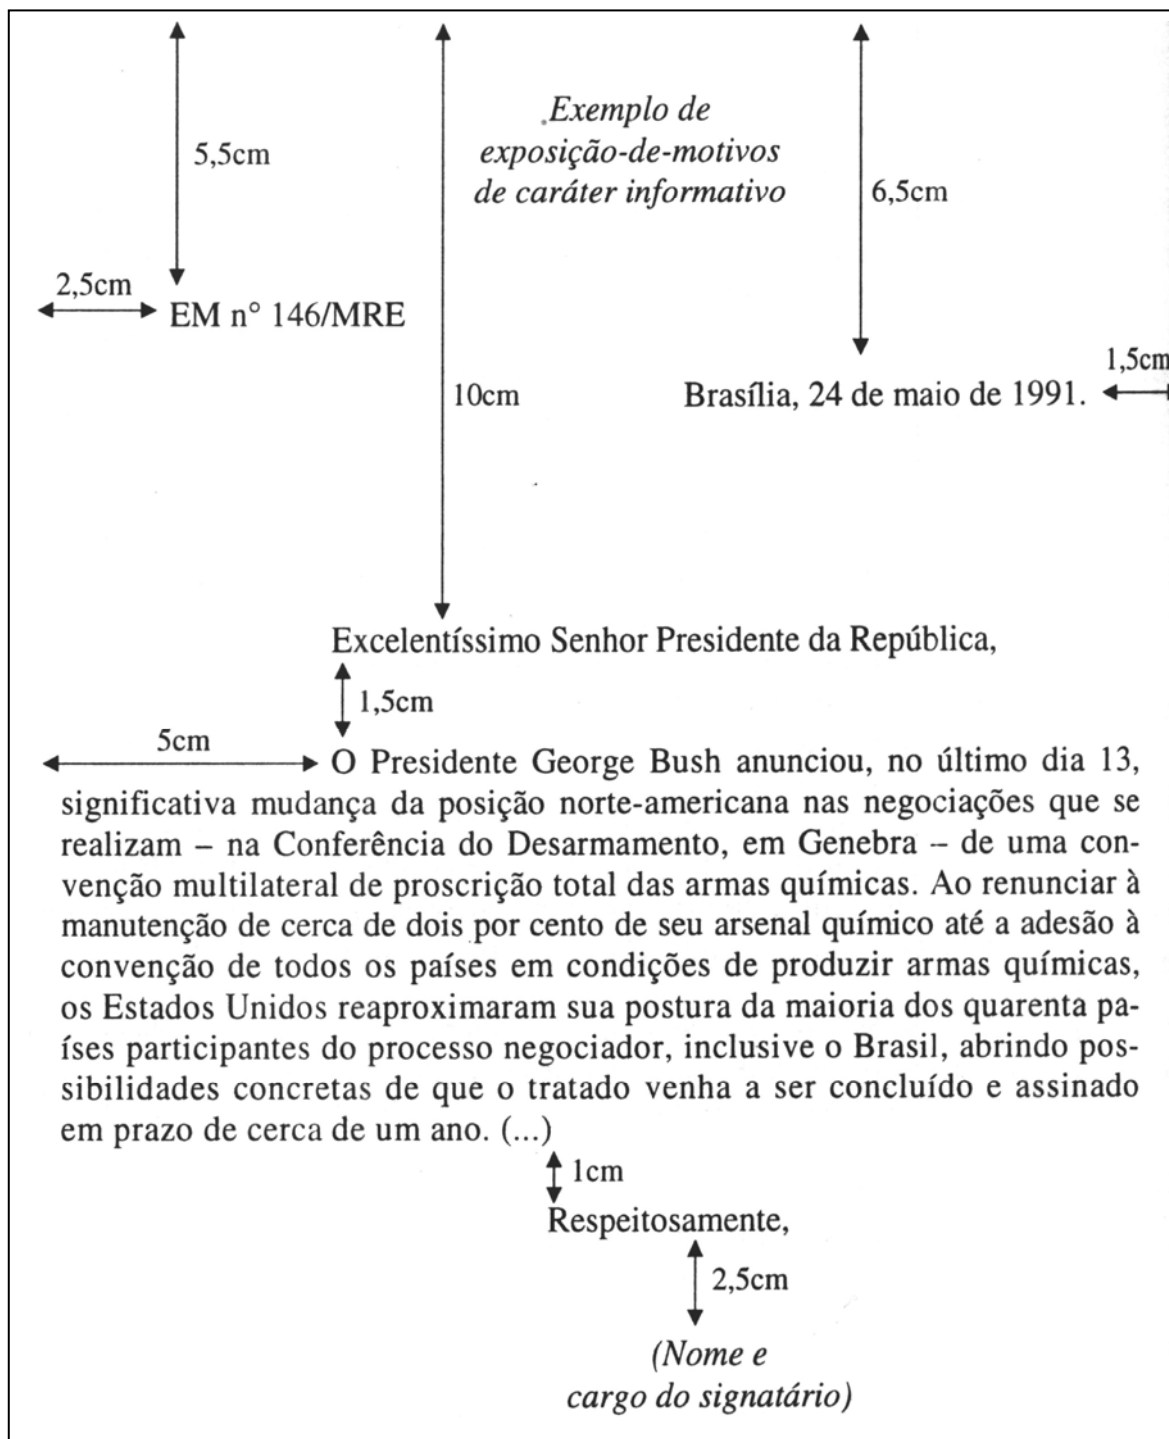 Exemplo de
exposição-de-motivos
de caráter informativo
5,5cm
6,5cm
2,5cm
EM n° 146/MRE
1,5cm
10cm
Brasília, 24 de maio de 1991.
Excelentíssimo Senhor Presidente da República,
1,5cm
5cm
O Presidente George Bush anunciou, no último dia 13,
significativa mudança da posição norte-americana nas negociações que se
realizam – na Conferência do Desarmamento, em Genebra – de uma con-
venção multilateral de proscrição total das armas químicas. Ao renunciar à
manutenção de cerca de dois por cento de seu arsenal químico até a adesão à
convenção de todos os países em condições de produzir armas químicas,
os Estados Unidos reaproximaram sua postura da maioria dos quarenta pa-
íses participantes do processo negociador, inclusive o Brasil, abrindo pos-
sibilidades concretas de que o tratado venha a ser concluído e assinado
em prazo de cerca de um ano. (...)
1cm
Respeitosamente,
2,5cm
(Nome e
cargo do signatário)